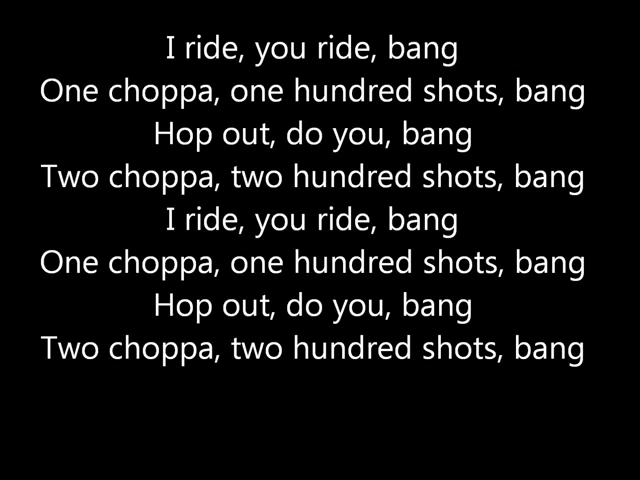 I ride, you ride, bang
One choppa, one hundred shots, bang
Hop out, do you, bang
Two choppa, two hundred shots, bang
I ride, you ride, bang
One choppa, one hundred shots, bang
Hop out, do you, bang
Two choppa, two hundred shots, bang